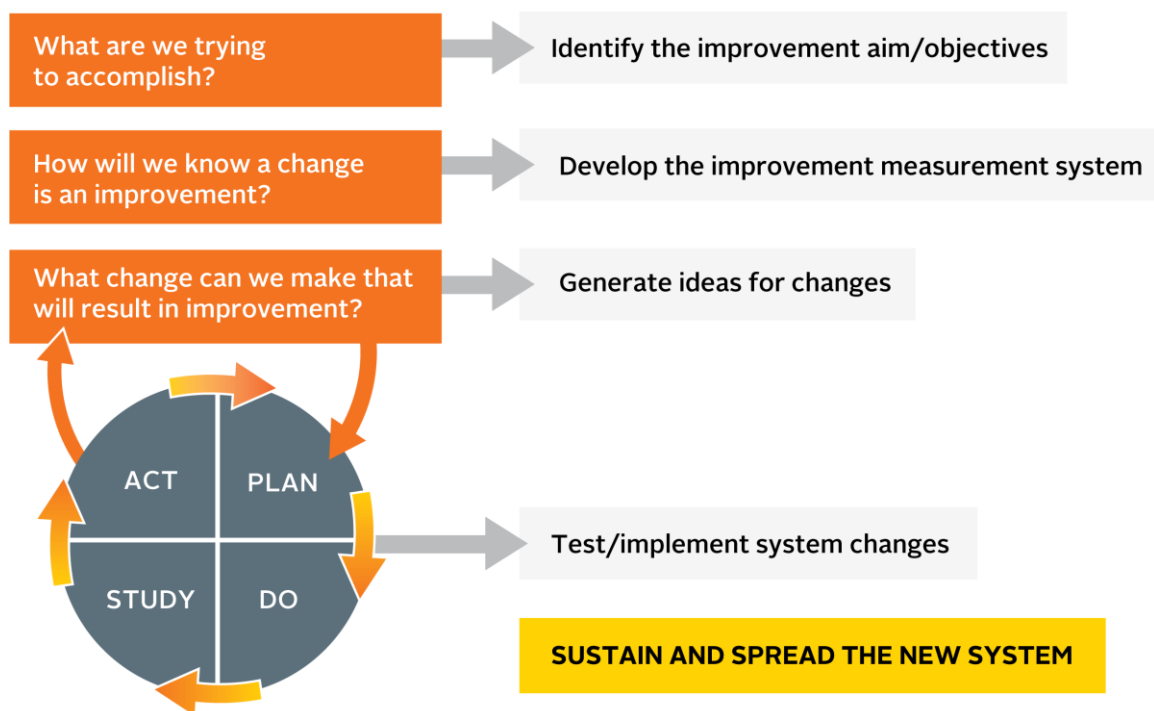 What are we trying
to accomplish?
Identify the improvement aim/objectives
How will we know a change
is an improvement?
Develop the improvement measurement system
What change can we make that
will result in improvement?
Generate ideas for changes
ACT
PLAN
STUDY
DO
Test/implement system changes
SUSTAIN AND SPREAD THE NEW SYSTEM